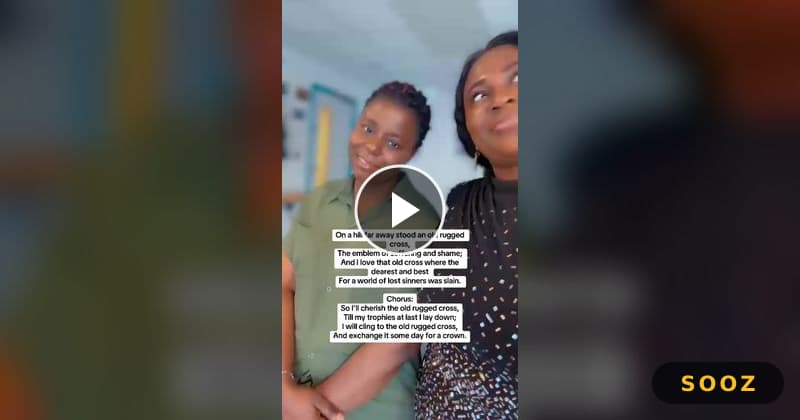 On a hill far away stood an old rugged
cross,
The emblem of suffering and shame;
And I love that old cross where the
dearest and best
For a world of lost sinners was slain.
Chorus:
So I'll cherish the old rugged cross,
Till my trophies at last I lay down;
I will cling to the old rugged cross,
And exchange it some day for a crown.
SOOZ